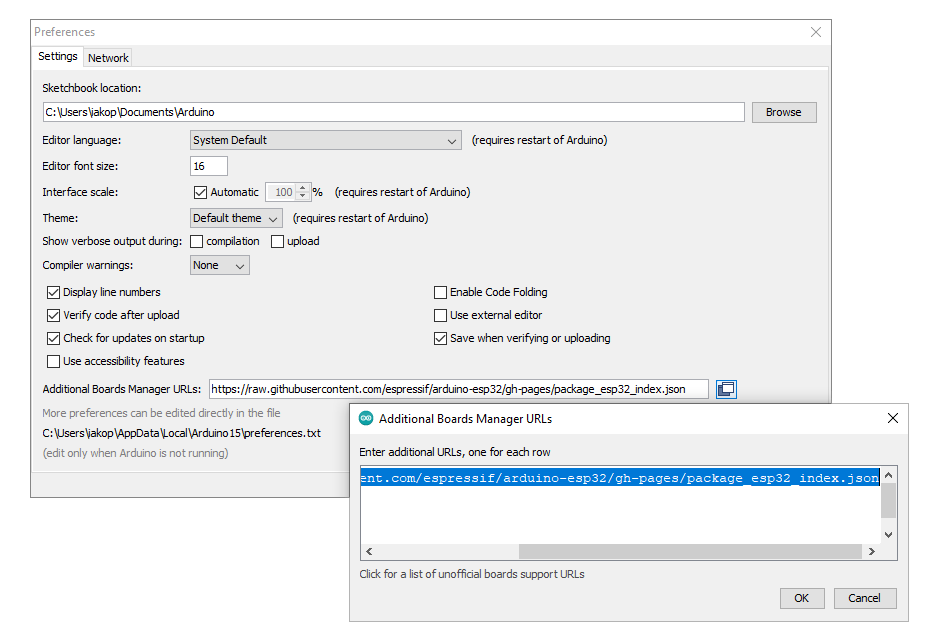 Preferences
Settings Network
Sketchbook location:
C:\Users\jakop\Documents\Arduino Browse
Editor language: System Default (requires restart of Arduino)
Editor font size: 16
Interface scale: Automatic 100 % (requires restart of Arduino)
Theme: Default theme (requires restart of Arduino)
Show verbose output during: compilation upload
Compiler warnings: None
Display line numbers Enable Code Folding
Verify code after upload Use external editor
Check for updates on startup Save when verifying or uploading
Use accessibility features
Additional Boards Manager URLs: https://raw.githubusercontent.com/espressif/arduino-esp32/gh-pages/package_esp32_index.json
More preferences can be edited directly in the file
C:\Users\jakop\AppData\Local\Arduino15\preferences.txt
(edit only when Arduino is not running)
Additional Boards Manager URLs
Enter additional URLs, one for each row
ent.com/espressif/arduino-esp32/gh-pages/package_esp32_index.json
Click for a list of unofficial boards support URLs
OK Cancel